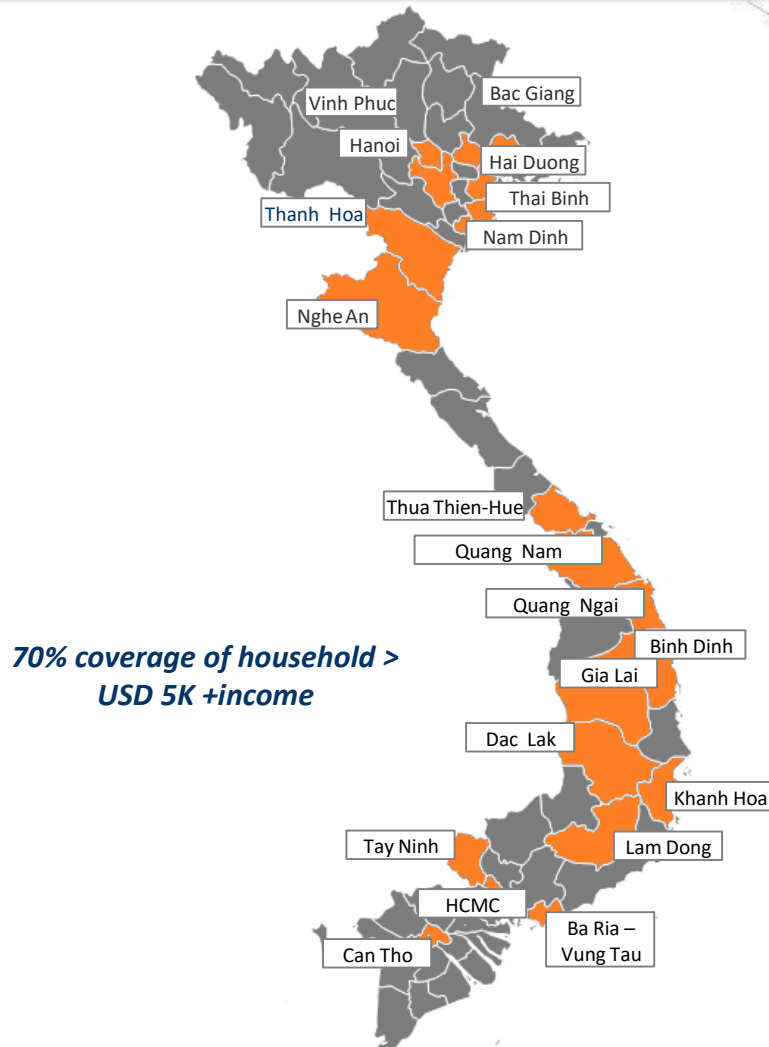 Bac Giang
Vinh Phuc
Hanoi
Hai Duong
Thai Binh
Thanh Hoa
Nam Dinh
Nghe An
Thua Thien-Hue
Quang Nam
Quang Ngai
Binh Dinh
70% coverage of household >
USD 5K +income
Gia Lai
Dac Lak
Khanh Hoa
Tay Ninh
Lam Dong
HCMC
Ba Ria –
Vung Tau
Can Tho